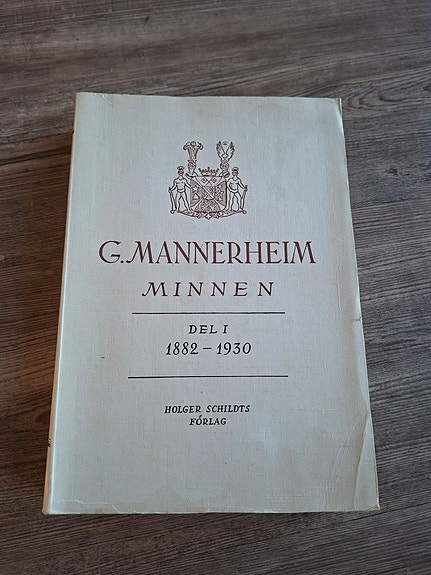 G. MANNERHEIM
MINNEN
DEL I
1882 – 1930
HOLGER SCHILDTS
FÖRLAG